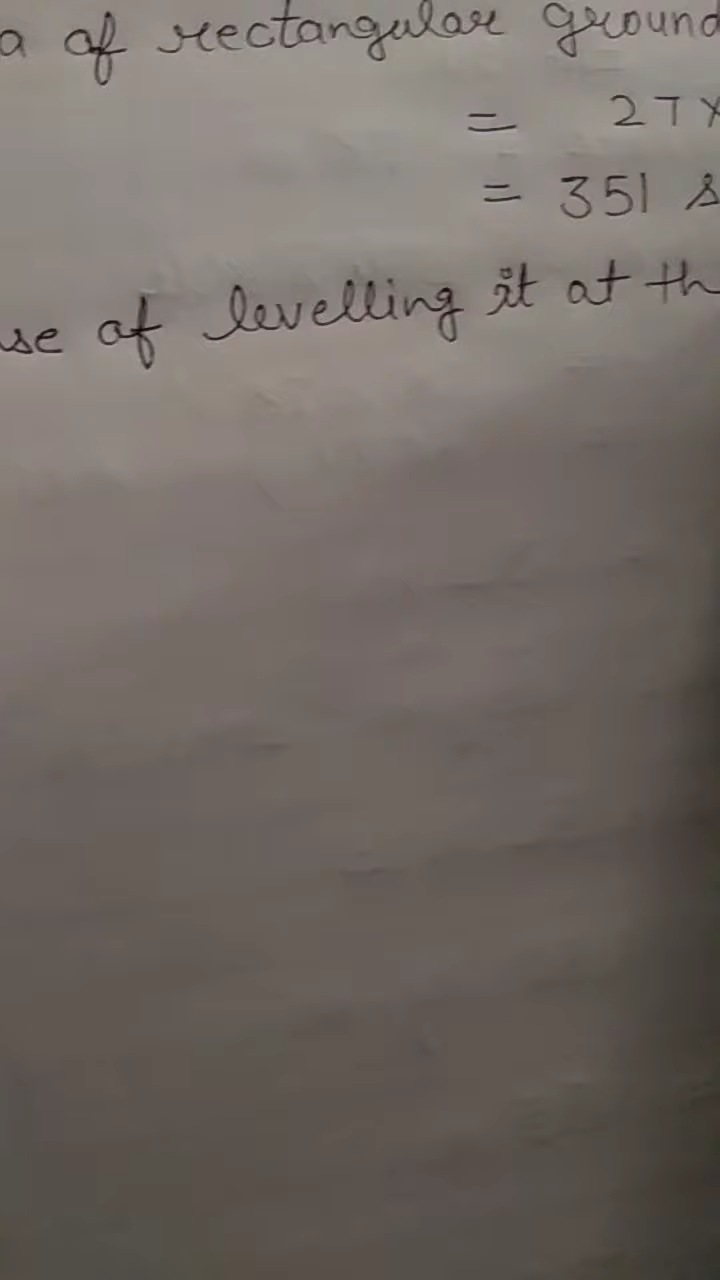 a of rectangular ground
= 27 x
= 351 s
se of levelling it at th